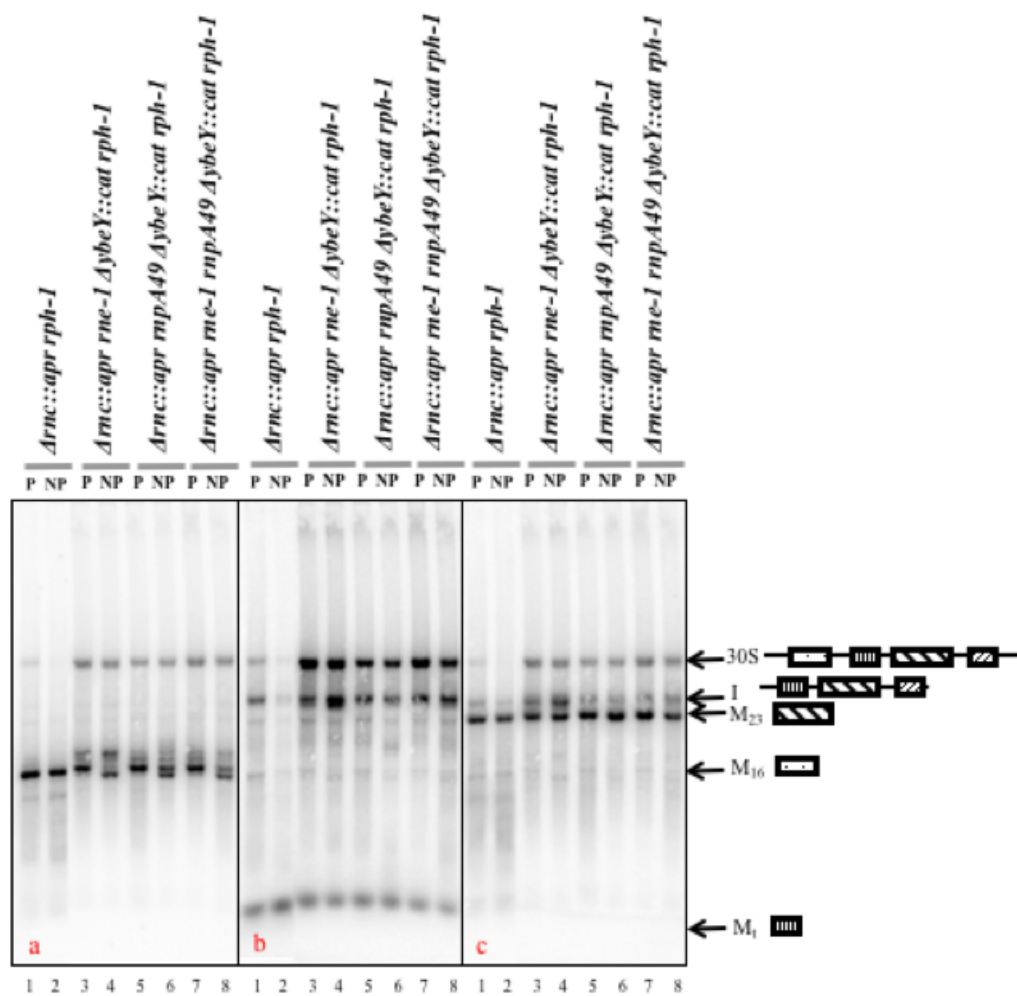 Δrnc::apr rph-1
Δrnc::apr rne-1 ΔybeY::cat rph-1
Δrnc::apr rnpA49 ΔybeY::cat rph-1
Δrnc::apr rne-1 rnpA49 ΔybeY::cat rph-1
Δrnc::apr rph-1
Δrnc::apr rne-1 ΔybeY::cat rph-1
Δrnc::apr rnpA49 ΔybeY::cat rph-1
Δrnc::apr rne-1 rnpA49 ΔybeY::cat rph-1
Δrnc::apr rph-1
Δrnc::apr rne-1 ΔybeY::cat rph-1
Δrnc::apr rnpA49 ΔybeY::cat rph-1
Δrnc::apr rne-1 rnpA49 ΔybeY::cat rph-1
P NP P NP P NP P NP P NP P NP P NP P NP P NP P NP P NP P NP
30S
I
M23
M16
M1
a b c
1 2 3 4 5 6 7 8 1 2 3 4 5 6 7 8 1 2 3 4 5 6 7 8